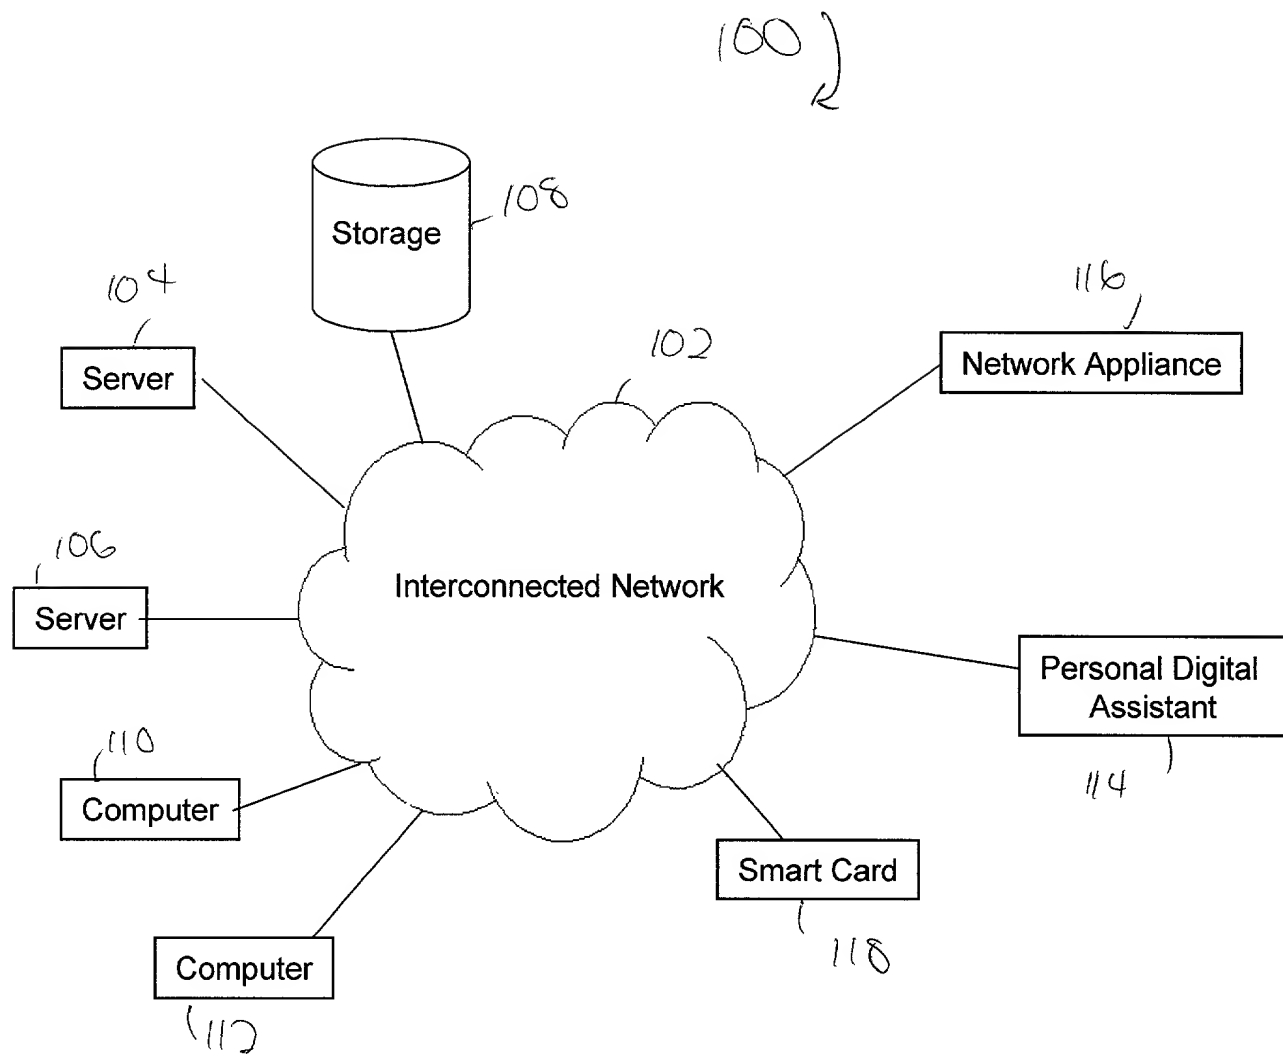 100
108
Storage
104
116
102
Server
Network Appliance
106
Interconnected Network
Server
Personal Digital
Assistant
110
114
Computer
Smart Card
118
Computer
112